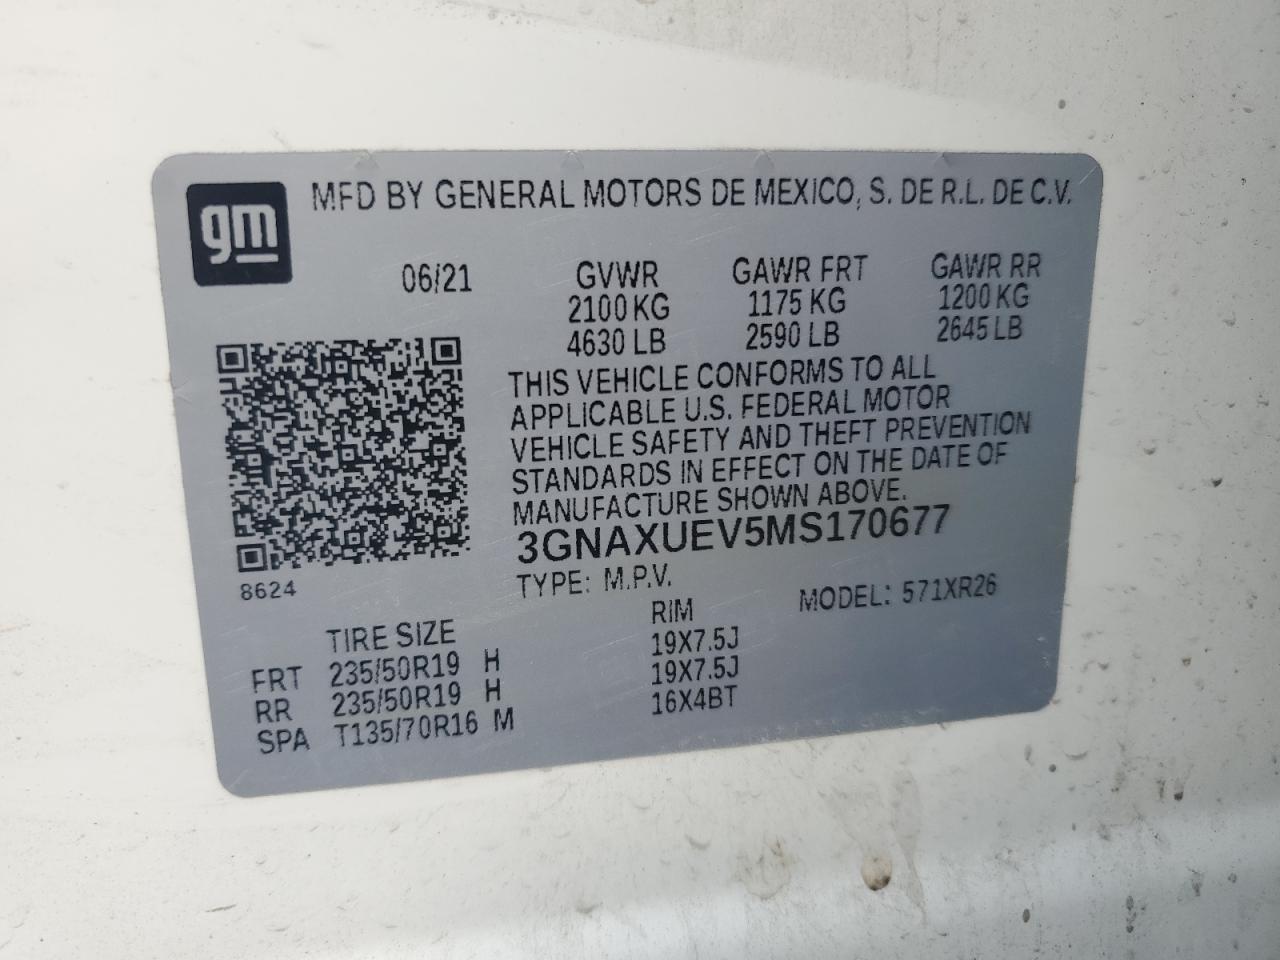 gm
MFD BY GENERAL MOTORS DE MEXICO, S. DE R.L. DE C.V.
06/21 GVWR GAWR FRT GAWR RR
2100 KG 1175 KG 1200 KG
4630 LB 2590 LB 2645 LB
THIS VEHICLE CONFORMS TO ALL
APPLICABLE U.S. FEDERAL MOTOR
VEHICLE SAFETY AND THEFT PREVENTION
STANDARDS IN EFFECT ON THE DATE OF
MANUFACTURE SHOWN ABOVE.
3GNAXUEV5MS170677
8624
TYPE: M.P.V. MODEL: 571XR26
TIRE SIZE RIM
FRT 235/50R19 H 19X7.5J
RR 235/50R19 H 19X7.5J
SPA T135/70R16 M 16X4BT